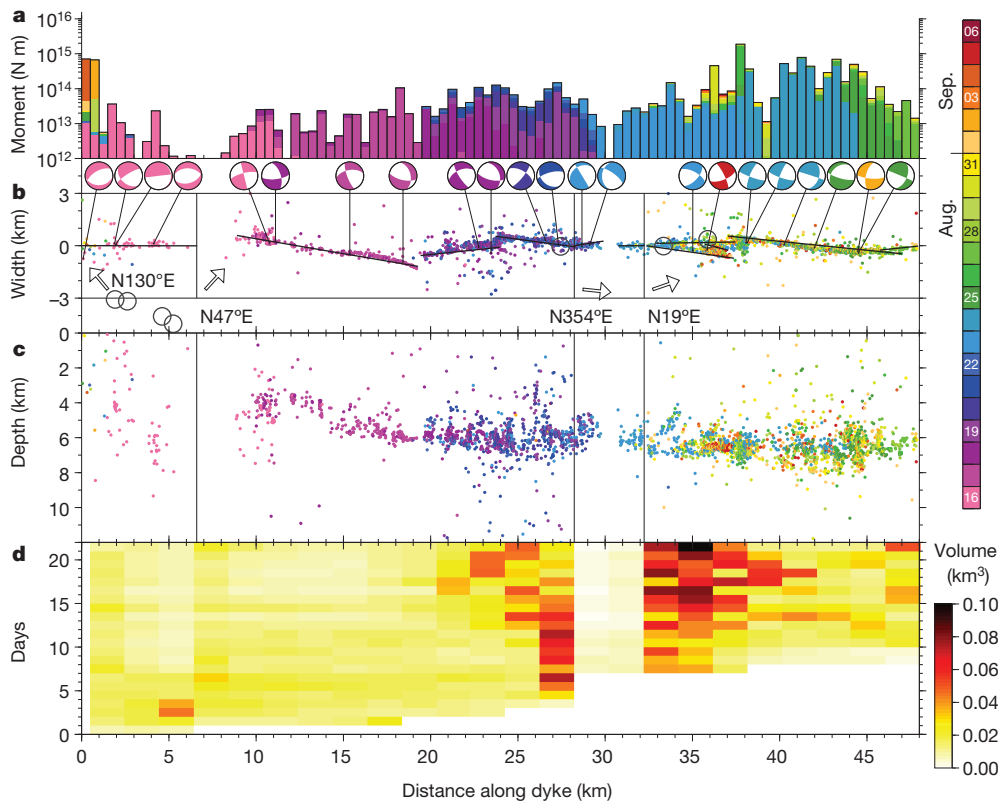 a
Moment (N m)
10^16
10^15
10^14
10^13
10^12
b
Width (km)
3
0
−3
N130°E
N47°E
N354°E
N19°E
c
Depth (km)
0
2
4
6
8
10
d
Days
20
15
10
5
0
0 5 10 15 20 25 30 35 40 45
Distance along dyke (km)
Sep.
Aug.
06
03
31
28
25
22
19
16
Volume
(km³)
0.10
0.08
0.06
0.04
0.02
0.00